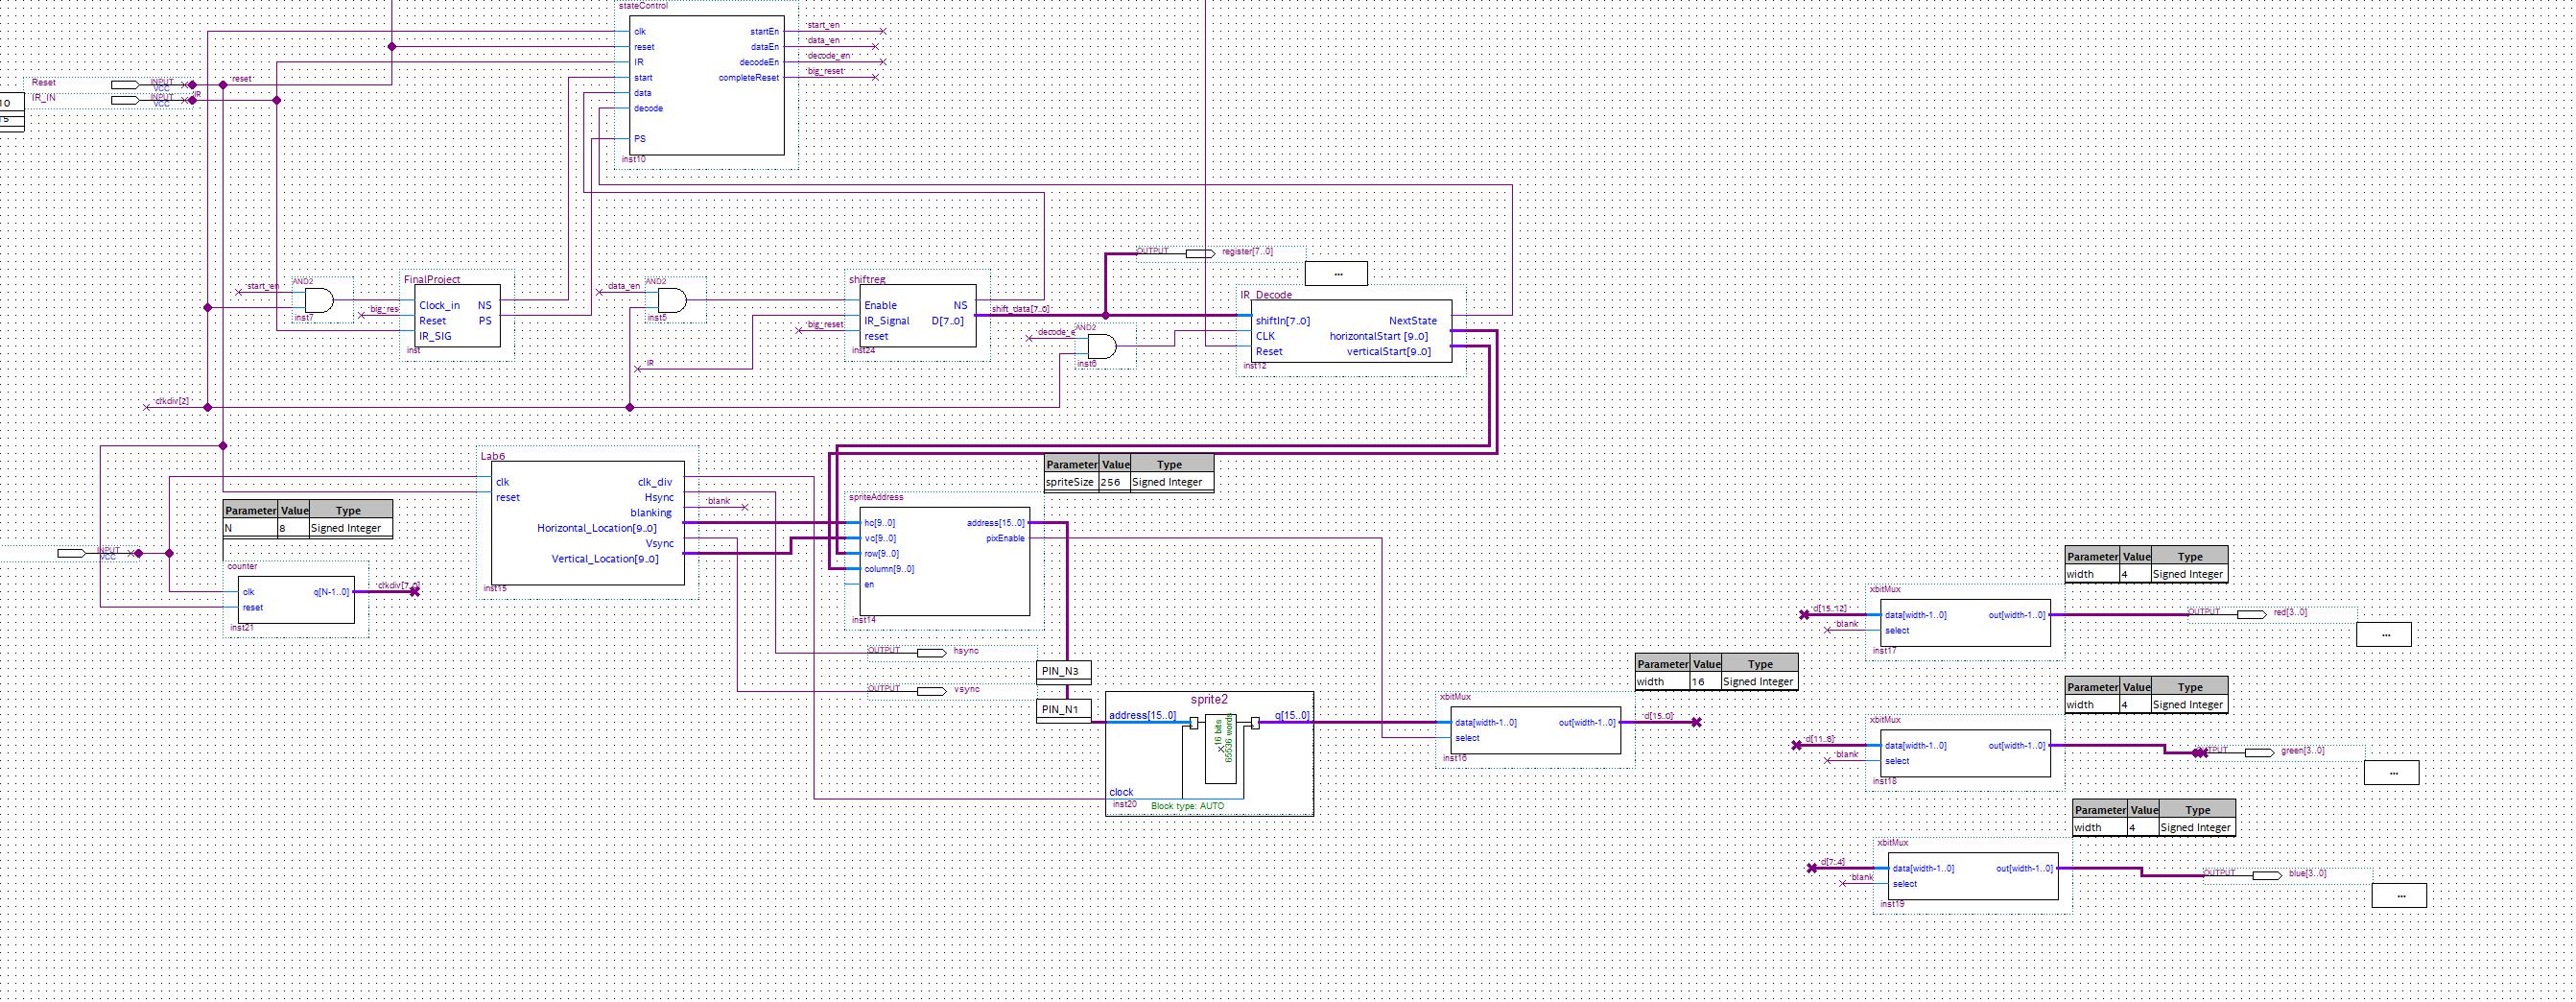 stateControl
clk startEn start_en
reset dataEn data_en
IR decodeEn decode_en
start completeReset big_reset
data
decode
PS
inst10
Reset INPUT VCC reset
IR_IN INPUT VCC IR
10
15
start_en AND2
inst7
big_res
FinalProject
Clock_in NS
Reset PS
IR_SIG
inst
data_en AND2
inst5
IR
big_reset
shiftreg
Enable NS
IR_Signal D[7..0]
reset
inst24
shift_data[7..0]
OUTPUT register[7..0]
...
decode_e AND2
inst6
IR_Decode
shiftIn[7..0] NextState
CLK horizontalStart [9..0]
Reset verticalStart[9..0]
inst12
clkdiv[2]
Parameter Value Type
N 8 Signed Integer
INPUT VCC
counter
clk q[N-1..0] clkdiv[7..0]
reset
inst21
Lab6
clk clk_div
reset Hsync
blanking blank
Horizontal_Location[9..0]
Vsync
Vertical_Location[9..0]
inst15
Parameter Value Type
spriteSize 256 Signed Integer
spriteAddress
hc[9..0] address[15..0]
vc[9..0] pixEnable
row[9..0]
column[9..0]
en
inst14
OUTPUT hsync
PIN_N3
OUTPUT vsync
PIN_N1
sprite2
address[15..0] q[15..0]
16 bits
65536 words
clock
inst20 Block type: AUTO
Parameter Value Type
width 16 Signed Integer
xbitMux
data[width-1..0] out[width-1..0] d[15..0]
select
inst16
Parameter Value Type
width 4 Signed Integer
xbitMux
d[15..12] data[width-1..0] out[width-1..0] OUTPUT red[3..0]
blank select
inst17
...
Parameter Value Type
width 4 Signed Integer
xbitMux
d[11..8] data[width-1..0] out[width-1..0] OUTPUT green[3..0]
blank select
inst18
...
Parameter Value Type
width 4 Signed Integer
xbitMux
d[7..4] data[width-1..0] out[width-1..0] OUTPUT blue[3..0]
blank select
inst19
...